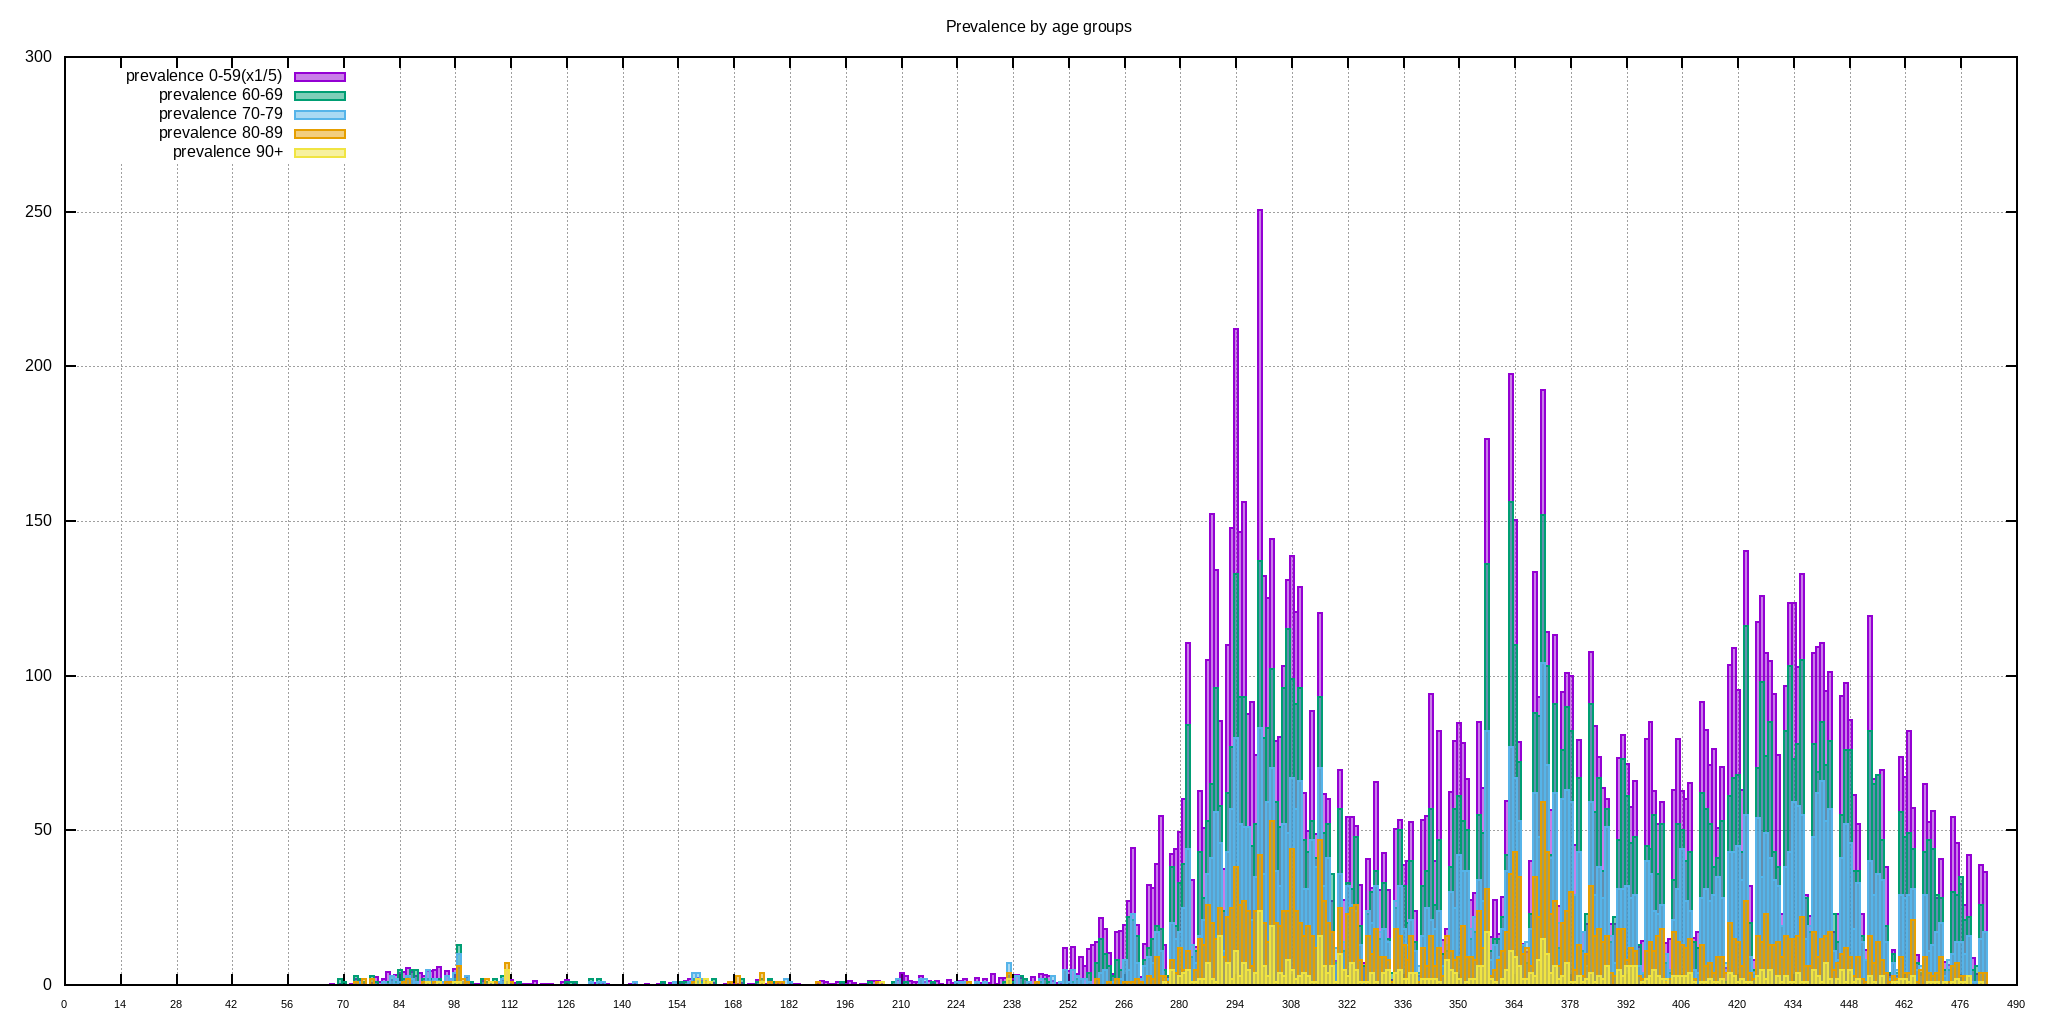 Prevalence by age groups
300
prevalence 0-59(x1/5)
prevalence 60-69
prevalence 70-79
prevalence 80-89
prevalence 90+
250
200
150
100
50
0
0 14 28 42 56 70 84 98 112 126 140 154 168 182 196 210 224 238 252 266 280 294 308 322 336 350 364 378 392 406 420 434 448 462 476 490